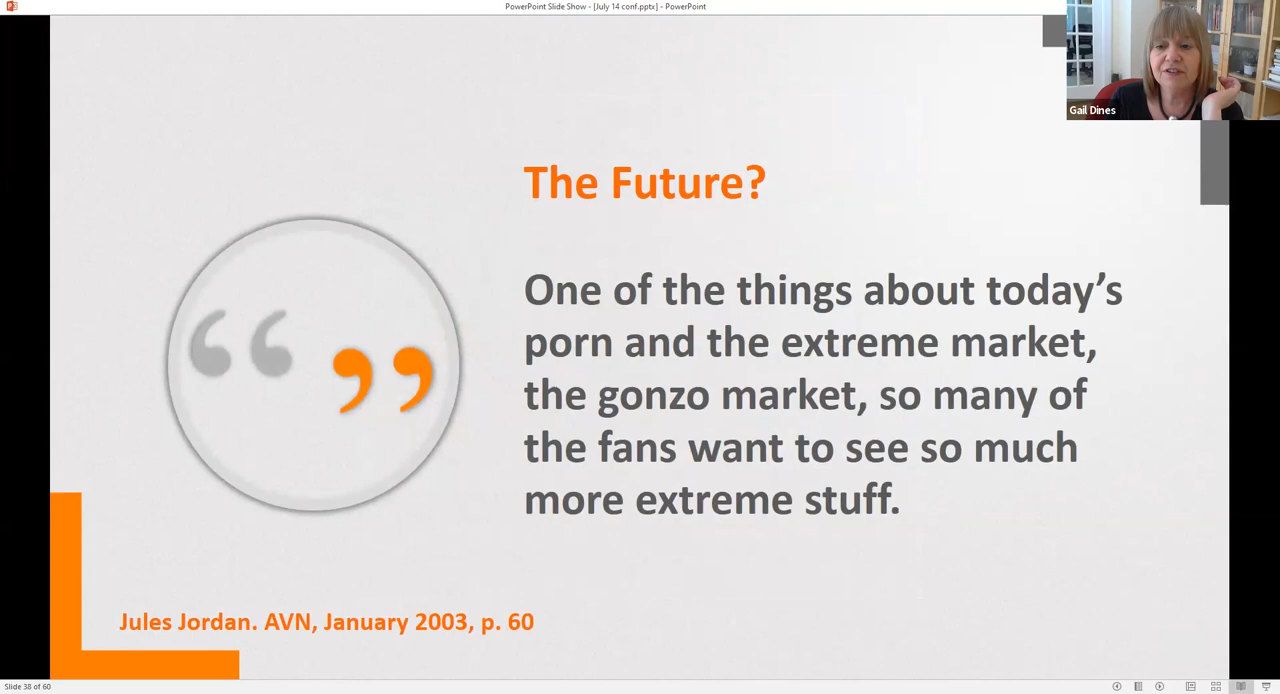 PowerPoint Slide Show - [July 14 conf.pptx] - PowerPoint
Gail Dines
The Future?
One of the things about today’s
porn and the extreme market,
the gonzo market, so many of
the fans want to see so much
more extreme stuff.
Jules Jordan. AVN, January 2003, p. 60
Slide 38 of 60